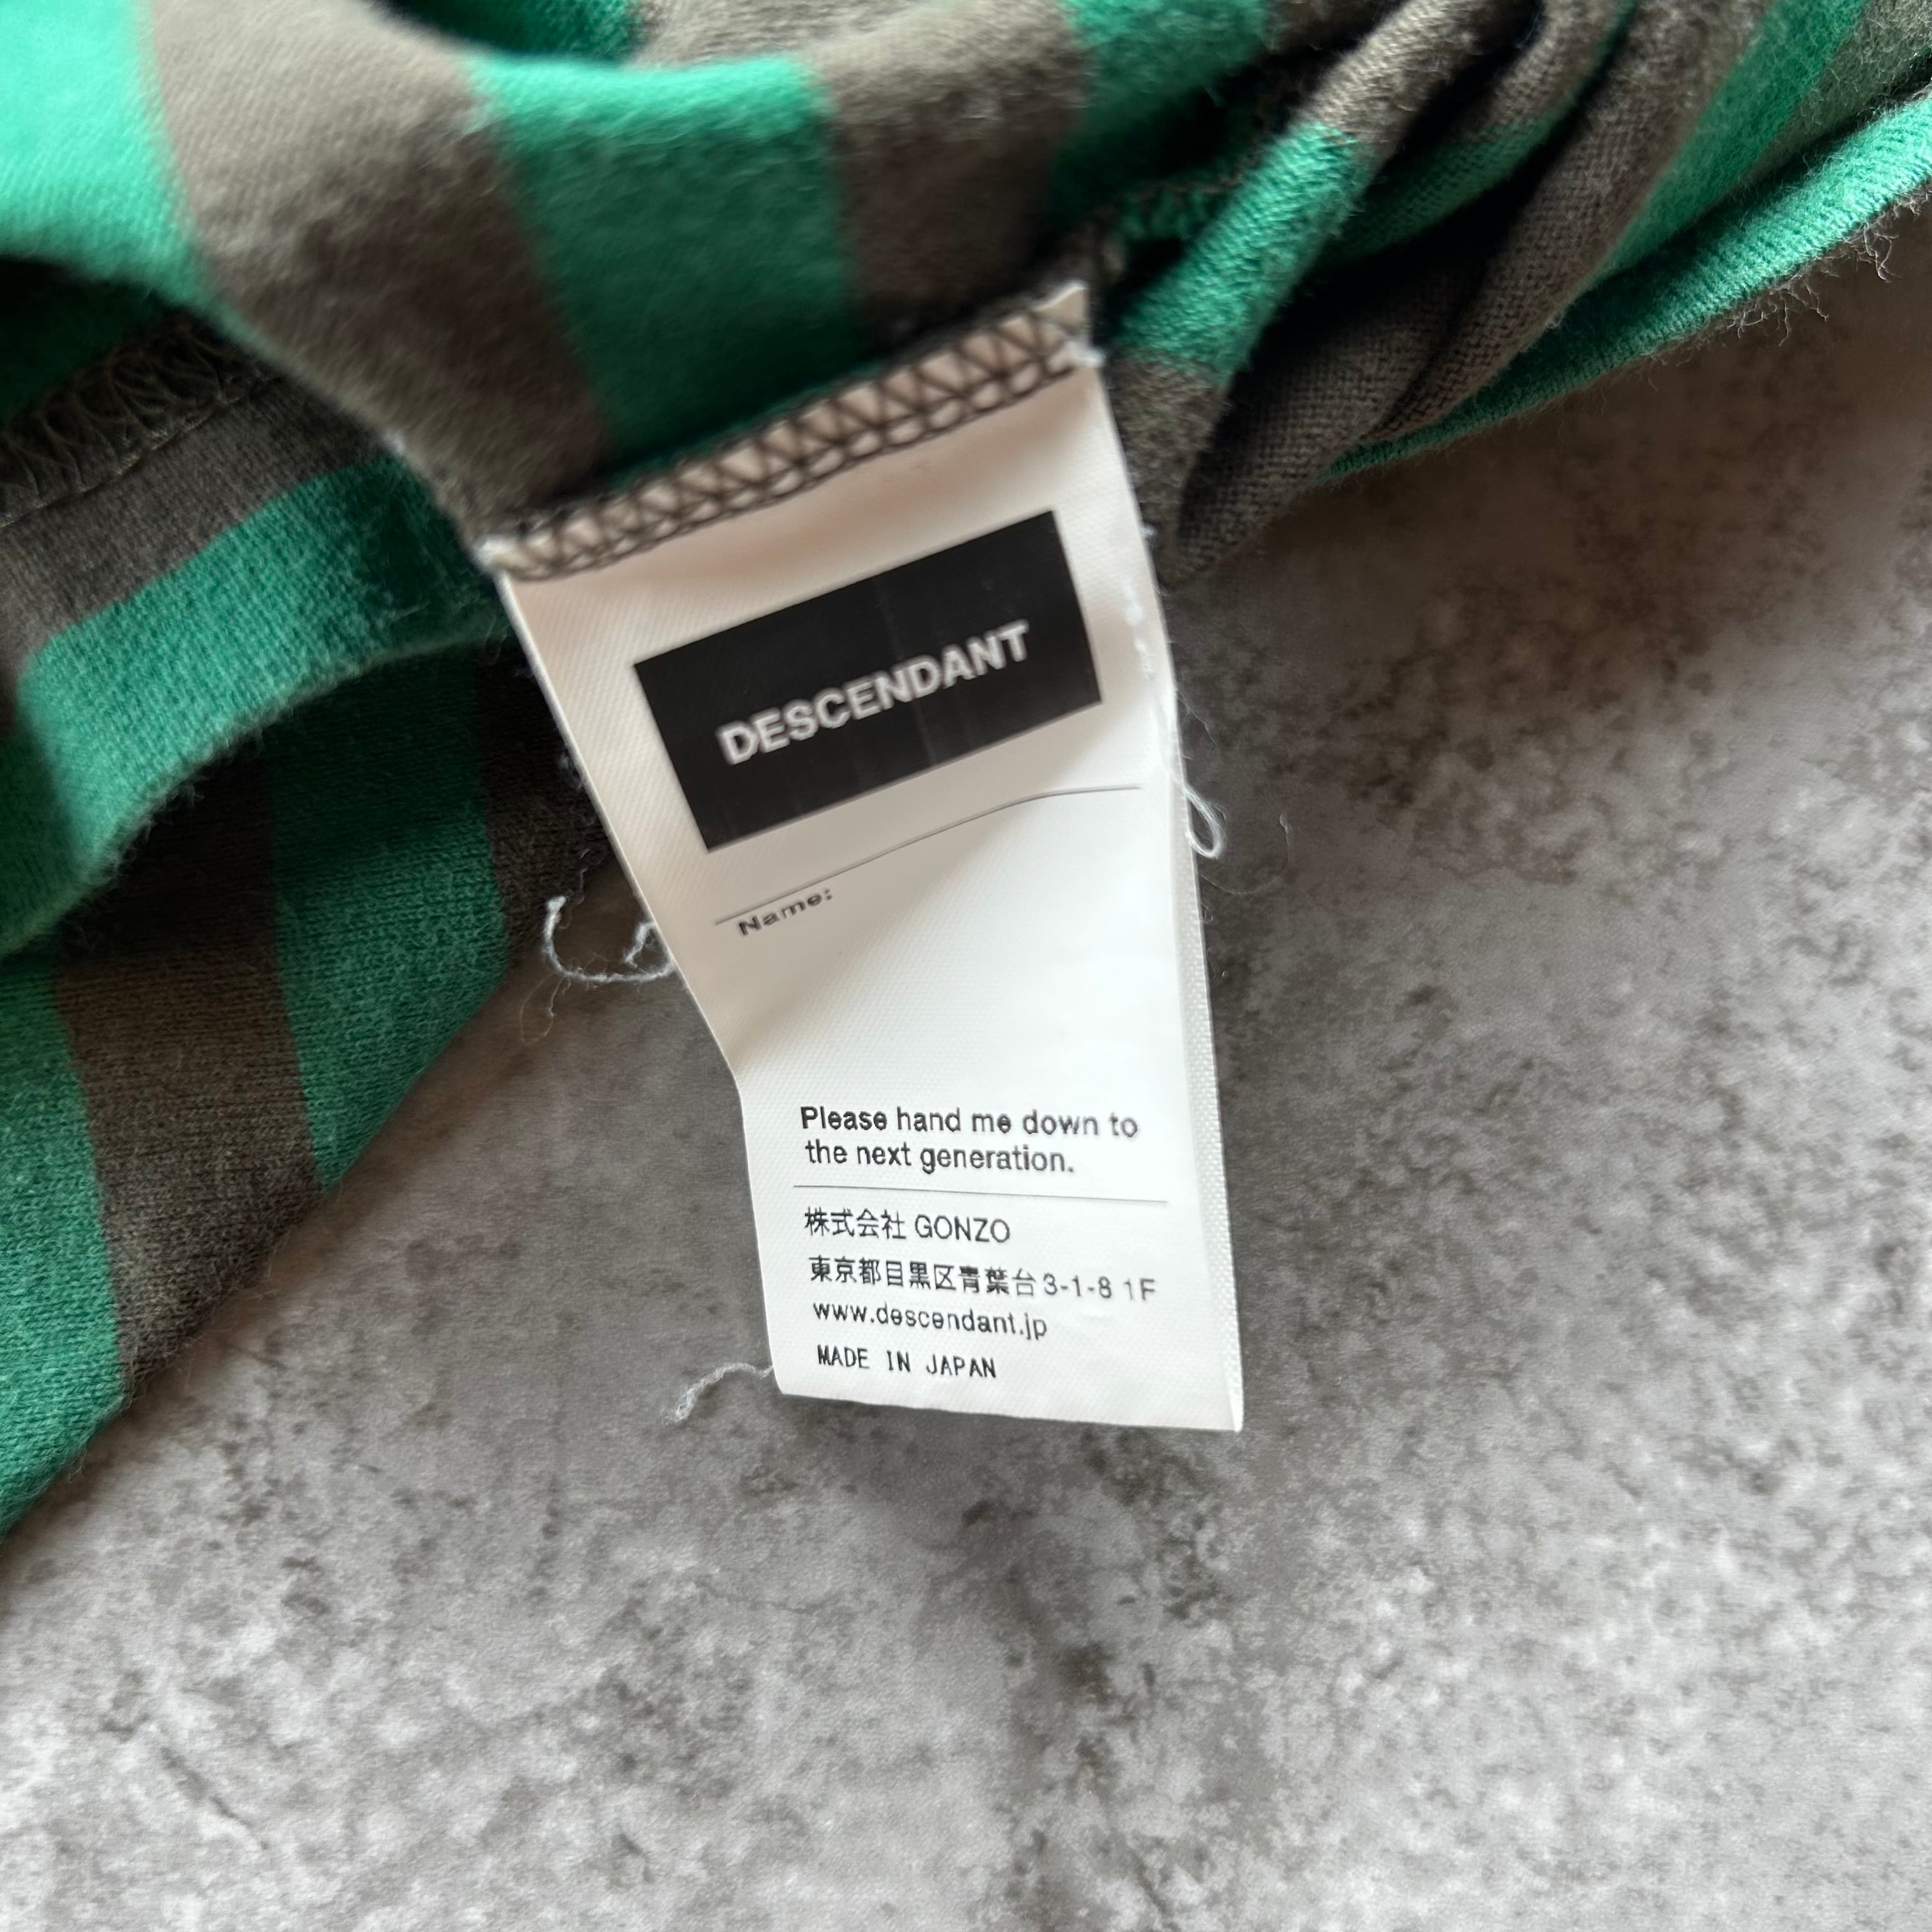 DESCENDANT
Name:
Please hand me down to
the next generation.
株式会社 GONZO
東京都目黒区青葉台3-1-8 1F
www.descendant.jp
MADE IN JAPAN